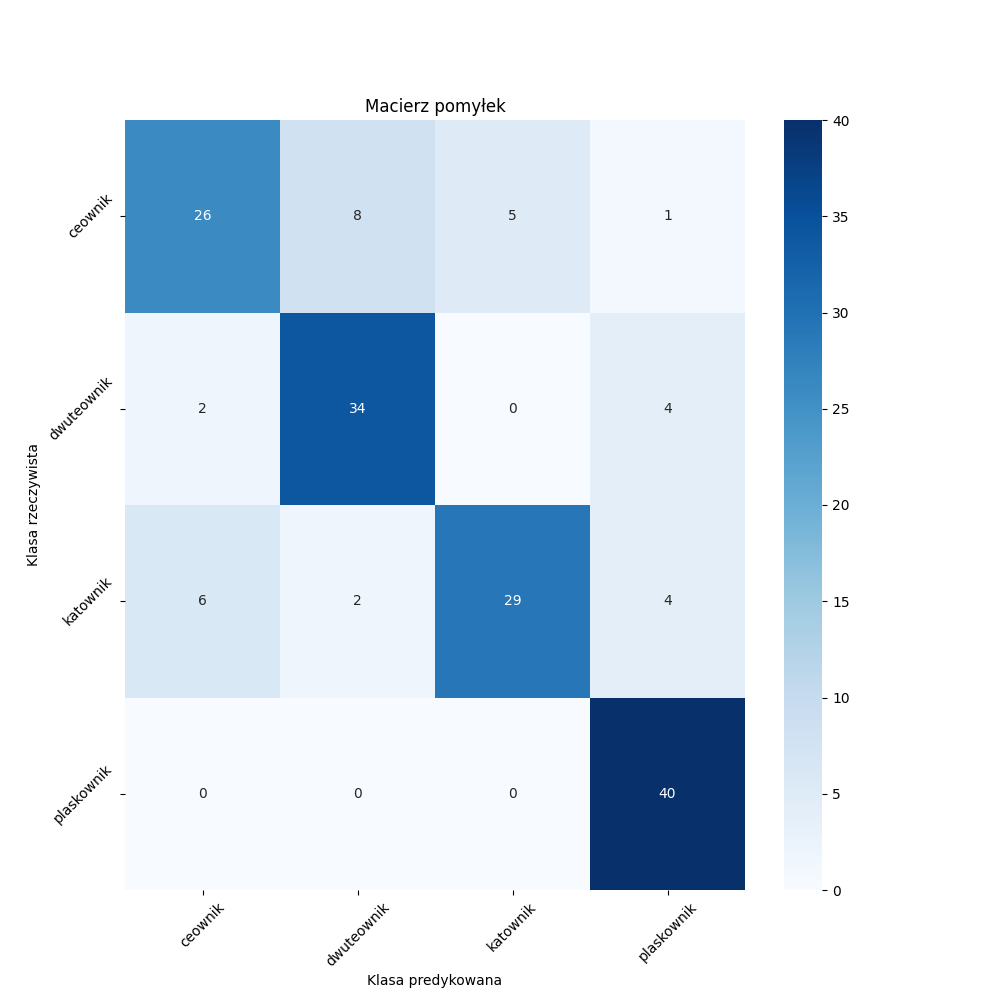 Macierz pomyłek
40
35
30
25
20
15
10
5
0
Klasa rzeczywista
ceownik
26 8 5 1
dwuteownik
2 34 0 4
katownik
6 2 29 4
plaskownik
0 0 0 40
ceownik dwuteownik katownik plaskownik
Klasa predykowana